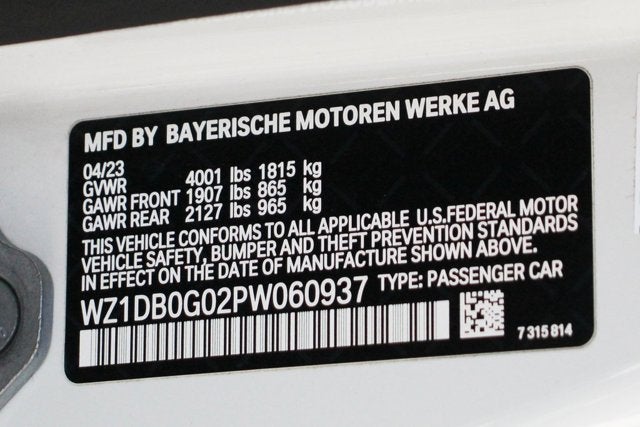 MFD BY BAYERISCHE MOTOREN WERKE AG
04/23
GVWR 4001 lbs 1815 kg
GAWR FRONT 1907 lbs 865 kg
GAWR REAR 2127 lbs 965 kg
THIS VEHICLE CONFORMS TO ALL APPLICABLE U.S.FEDERAL MOTOR
VEHICLE SAFETY, BUMPER AND THEFT PREVENTION STANDARDS
IN EFFECT ON THE DATE OF MANUFACTURE SHOWN ABOVE.
WZ1DB0G02PW060937 TYPE: PASSENGER CAR
7 315 814